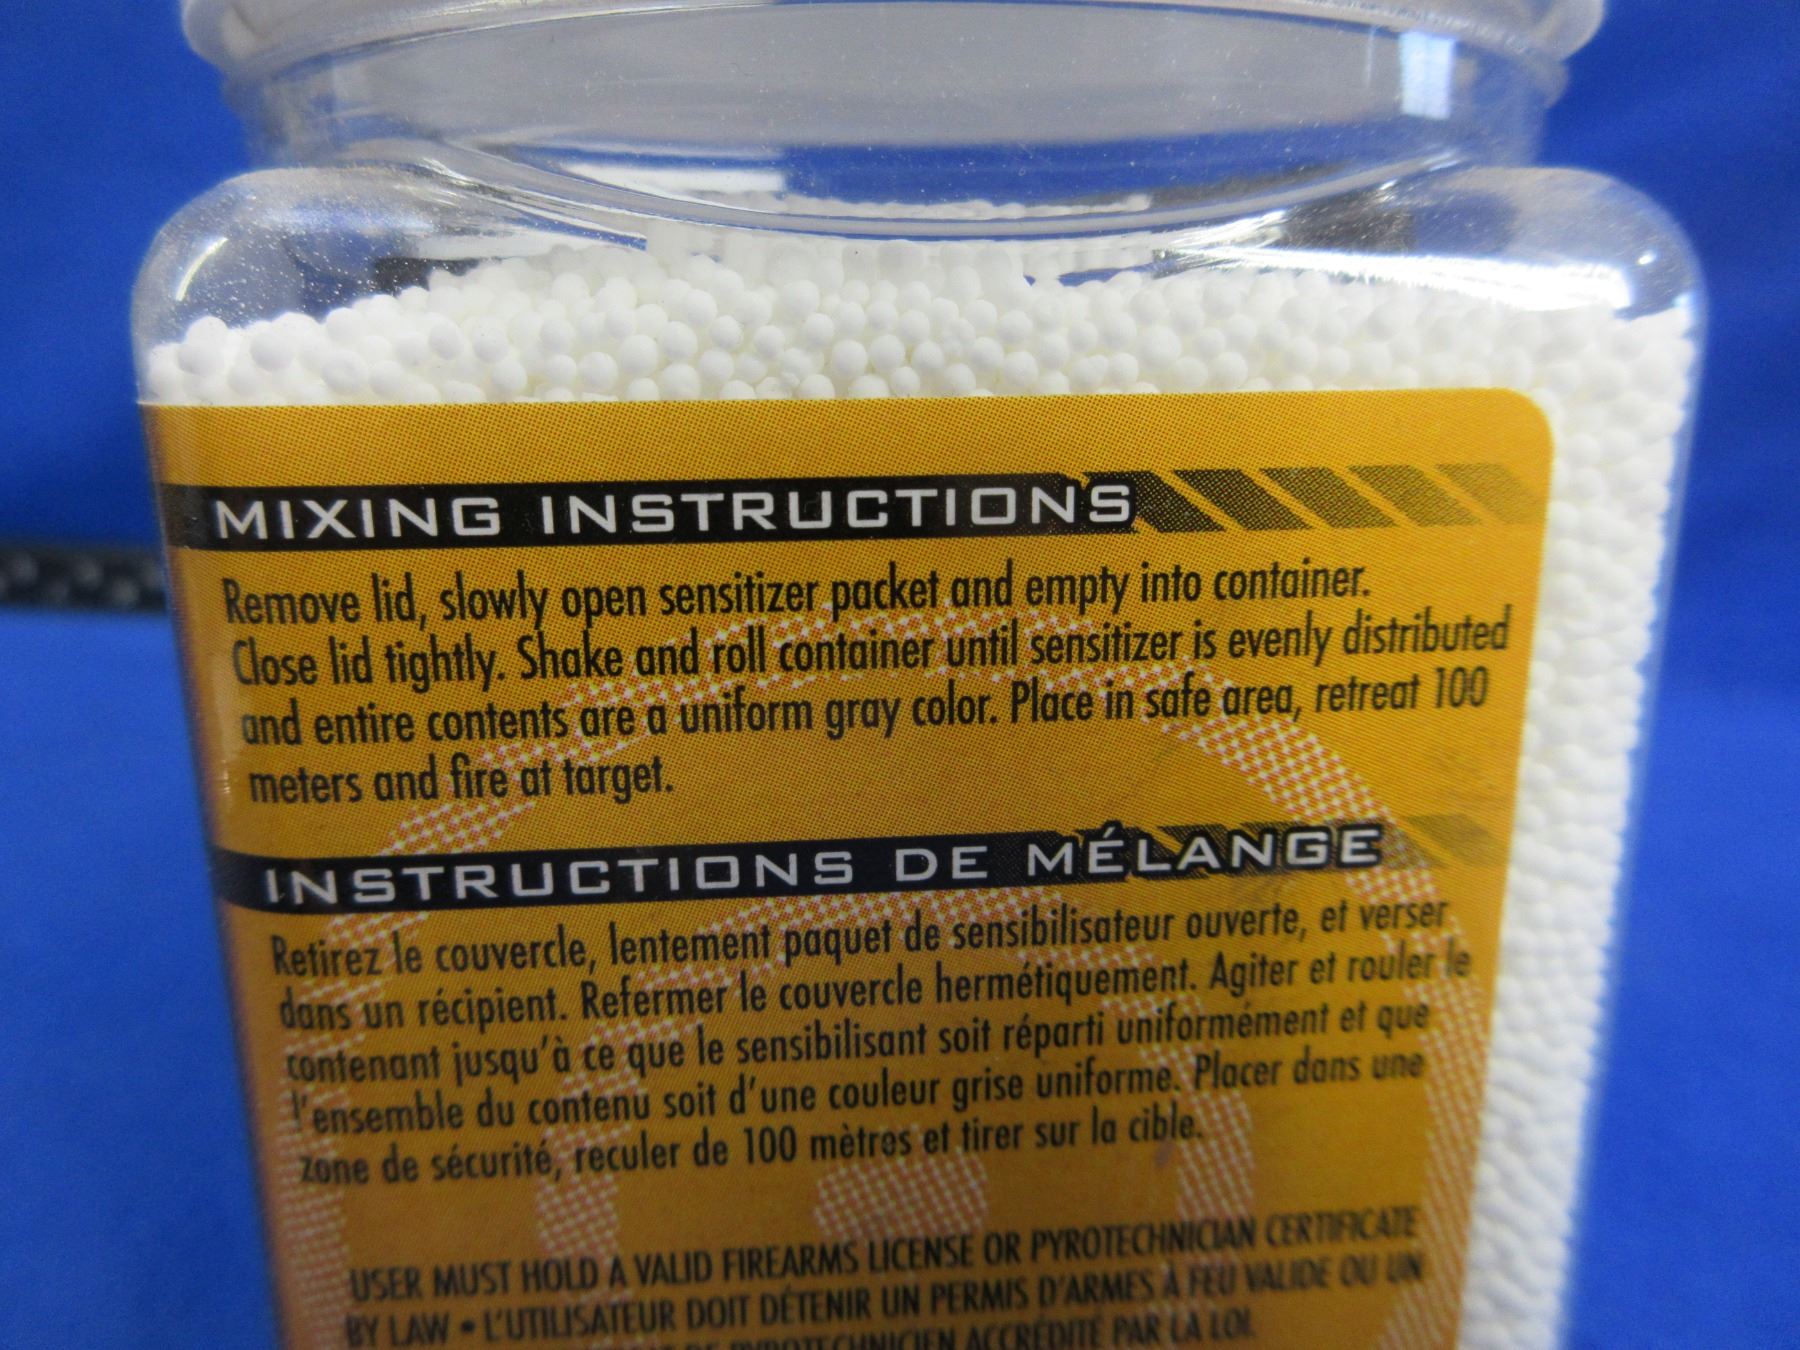 MIXING INSTRUCTIONS
Remove lid, slowly open sensitizer packet and empty into container.
Close lid tightly. Shake and roll container until sensitizer is evenly distributed
and entire contents are a uniform gray color. Place in safe area, retreat 100
meters and fire at target.
INSTRUCTIONS DE MÉLANGE
Retirez le couvercle, lentement paquet de sensibilisateur ouverte, et verser
dans un récipient. Refermer le couvercle hermétiquement. Agiter et rouler le
contenant jusqu'à ce que le sensibilisant soit réparti uniformément et que
l'ensemble du contenu soit d'une couleur grise uniforme. Placer dans une
zone de sécurité, reculer de 100 mètres et tirer sur la cible.
USER MUST HOLD A VALID FIREARMS LICENSE OR PYROTECHNICIAN CERTIFICATE
BY LAW • L'UTILISATEUR DOIT DÉTENIR UN PERMIS D'ARMES À FEU VALIDE OU UN
DE PYROTECHNICIEN ACCRÉDITÉ PAR LA LOI.